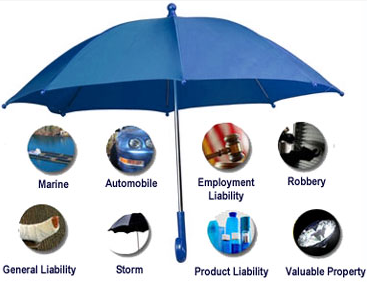 Marine
Automobile
Employment
Liability
Robbery
General Liability
Storm
Product Liability
Valuable Property